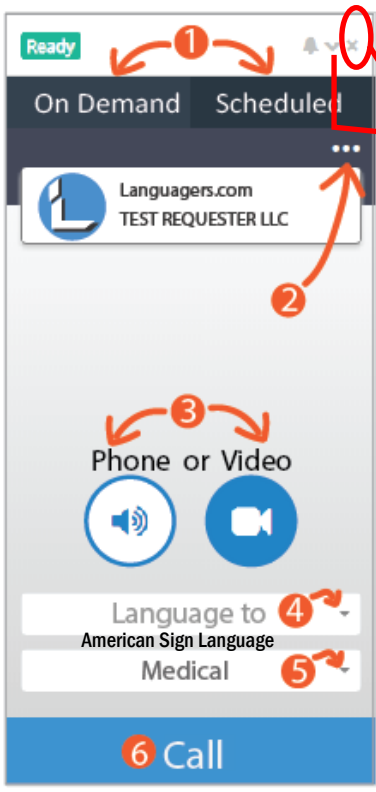 Ready
1
On Demand Scheduled
Languagers.com
TEST REQUESTER LLC
2
3
Phone or Video
Language to 4
American Sign Language
Medical 5
6 Call